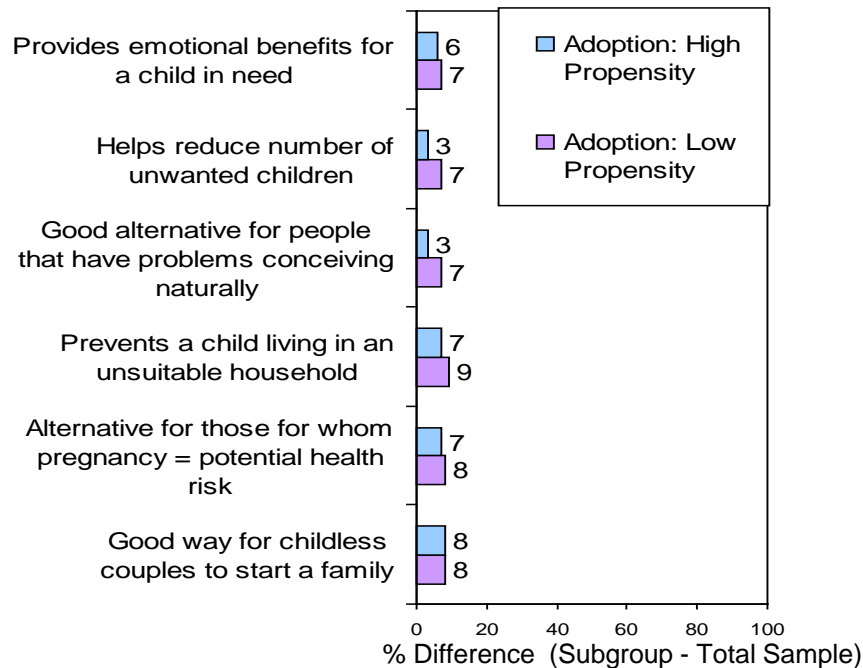 Provides emotional benefits for
a child in need
6
7
Helps reduce number of
unwanted children
3
7
Good alternative for people
that have problems conceiving
naturally
3
7
Prevents a child living in an
unsuitable household
7
9
Alternative for those for whom
pregnancy = potential health
risk
7
8
Good way for childless
couples to start a family
8
8
Adoption: High
Propensity
Adoption: Low
Propensity
0 20 40 60 80 100
% Difference (Subgroup - Total Sample)